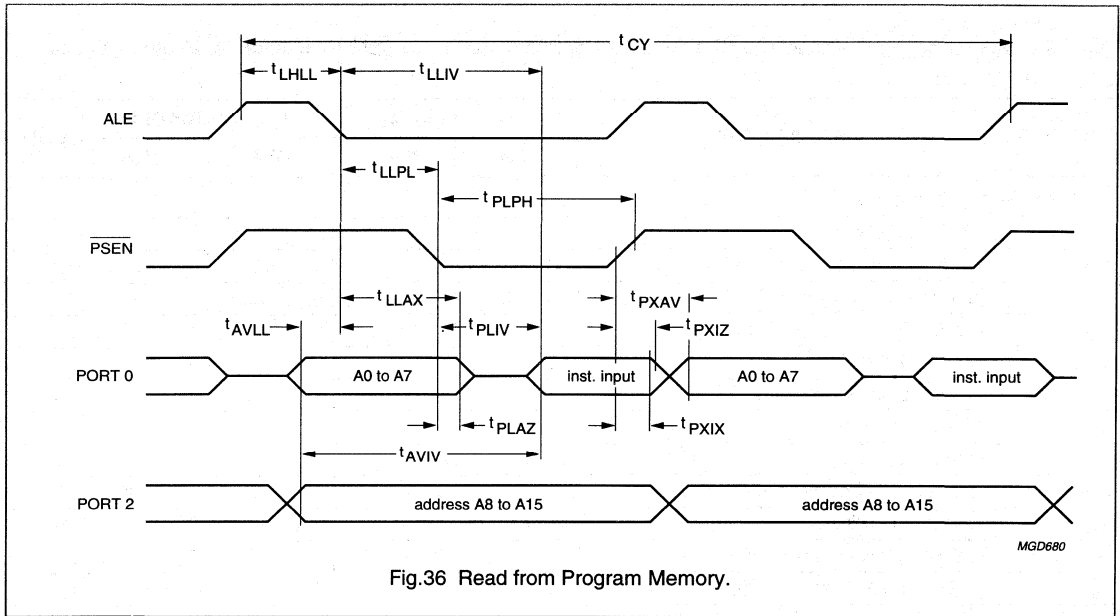 tCY
tLHLL
tLLIV
ALE
tLLPL
tPLPH
PSEN
tLLAX
tPXAV
tAVLL
tPLIV
tPXIZ
PORT 0
A0 to A7
inst. input
A0 to A7
inst. input
tPLAZ
tPXIX
tAVIV
PORT 2
address A8 to A15
address A8 to A15
MGD680
Fig.36 Read from Program Memory.